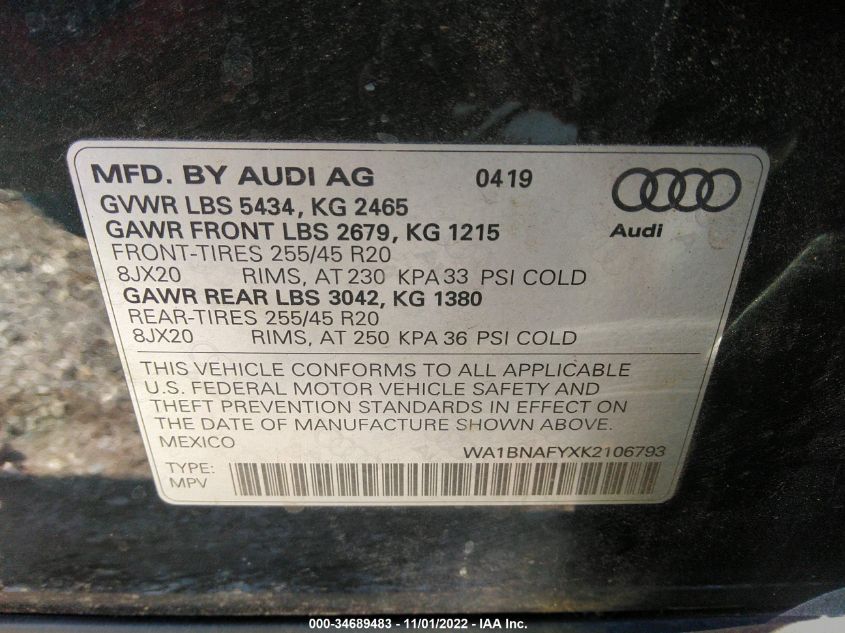 MFD. BY AUDI AG 0419
GVWR LBS 5434, KG 2465
GAWR FRONT LBS 2679, KG 1215
Audi
FRONT-TIRES 255/45 R20
8JX20 RIMS, AT 230 KPA 33 PSI COLD
GAWR REAR LBS 3042, KG 1380
REAR-TIRES 255/45 R20
8JX20 RIMS, AT 250 KPA 36 PSI COLD
THIS VEHICLE CONFORMS TO ALL APPLICABLE
U.S. FEDERAL MOTOR VEHICLE SAFETY AND
THEFT PREVENTION STANDARDS IN EFFECT ON
THE DATE OF MANUFACTURE SHOWN ABOVE.
MEXICO WA1BNAFYXK2106793
TYPE:
MPV
000-34689483 - 11/01/2022 - IAA Inc.